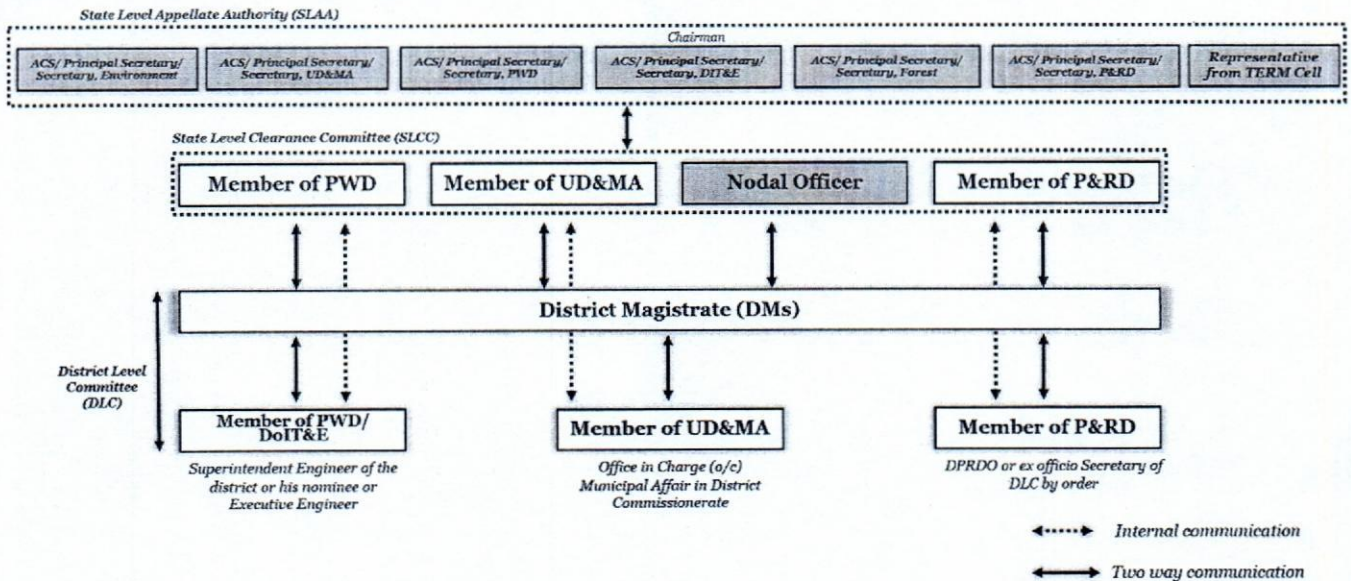 State Level Appellate Authority (SLAA)
Chairman
ACS/ Principal Secretary/
Secretary, Environment
ACS/ Principal Secretary/
Secretary, UD&MA
ACS/ Principal Secretary/
Secretary, PWD
ACS/ Principal Secretary/
Secretary, DIT&E
ACS/ Principal Secretary/
Secretary, Forest
ACS/ Principal Secretary/
Secretary, P&RD
Representative
from TERM Cell
State Level Clearance Committee (SLCC)
Member of PWD
Member of UD&MA
Nodal Officer
Member of P&RD
District Magistrate (DMs)
District Level
Committee
(DLC)
Member of PWD/
DoIT&E
Superintendent Engineer of the
district or his nominee or
Executive Engineer
Member of UD&MA
Office in Charge (o/c)
Municipal Affair in District
Commissionerate
Member of P&RD
DPRDO or ex officio Secretary of
DLC by order
Internal communication
Two way communication